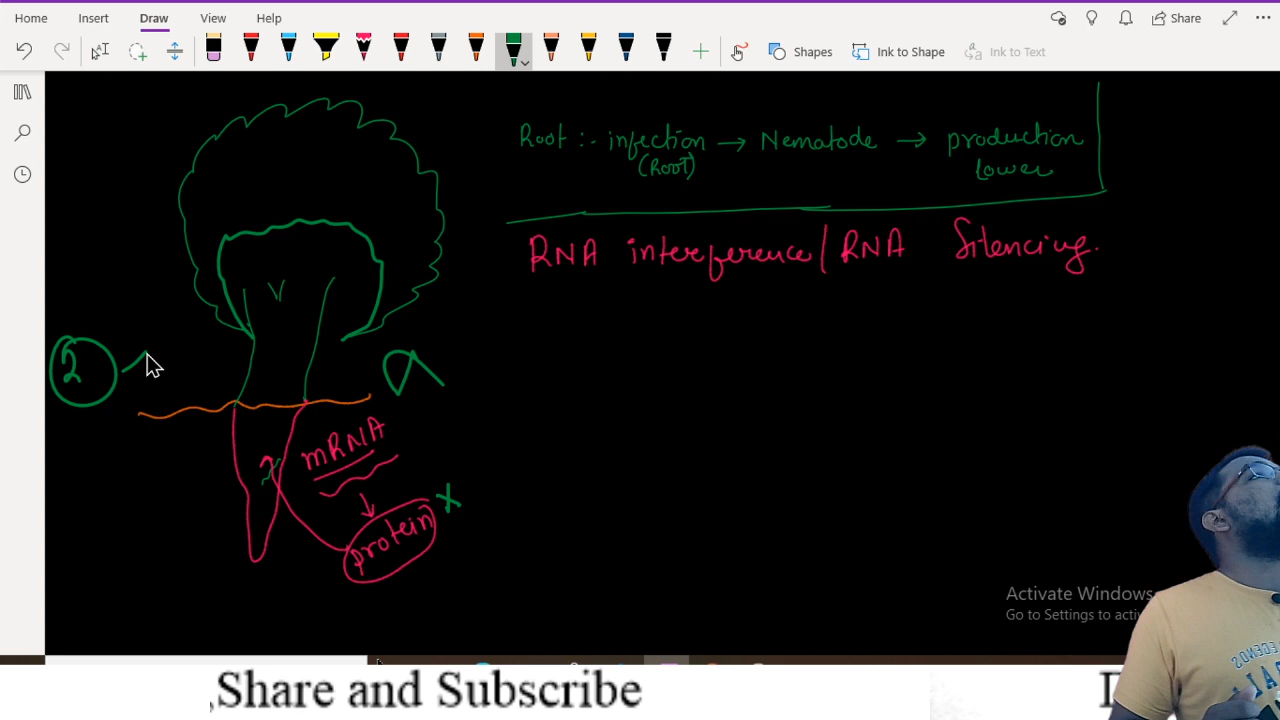 Home Insert Draw View Help Share
Shapes Ink to Shape Ink to Text
Root :- infection → Nematode → production
(Root) Lower
RNA interference / RNA Silencing.
2
mRNA
↓
protein x
Activate Windows
Go to Settings to activ
Share and Subscribe